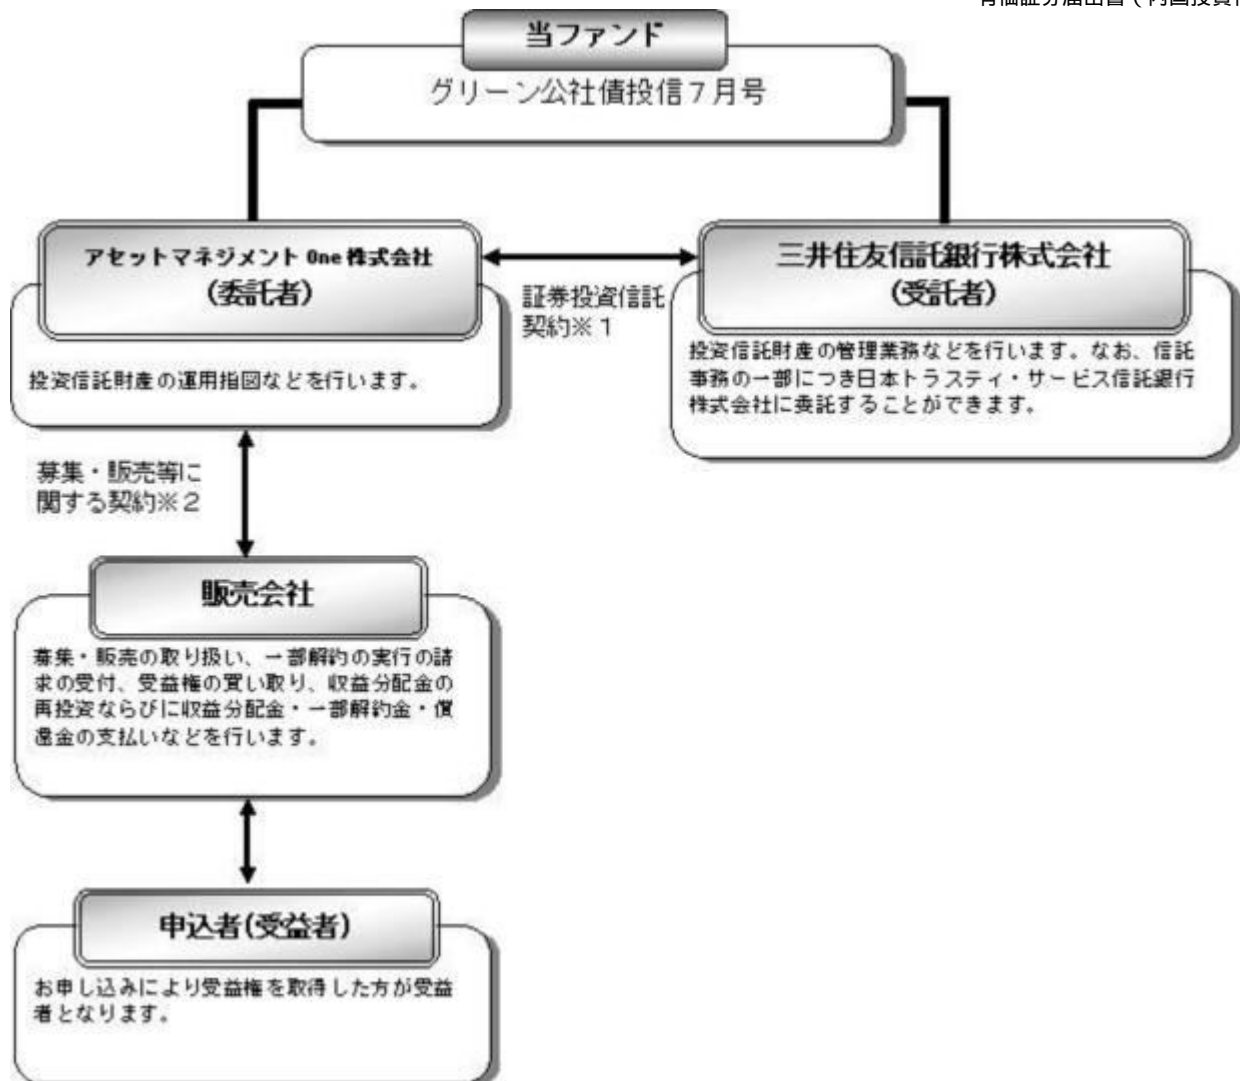 当ファンド
グリーン公社債投信７月号
アセットマネジメント One 株式会社
(委託者)
証券投資信託
契約※１
三井住友信託銀行株式会社
(受託者)
投資信託財産の運用指図などを行います。
投資信託財産の管理業務などを行います。なお、信託
事務の一部につき日本トラスティ・サービス信託銀行
株式会社に委託することができます。
募集・販売等に
関する契約※２
販売会社
募集・販売の取り扱い、一部解約の実行の請
求の受付、受益権の買い取り、収益分配金の
再投資ならびに収益分配金・一部解約金・償
還金の支払いなどを行います。
申込者(受益者)
お申し込みにより受益権を取得した方が受益
者となります。